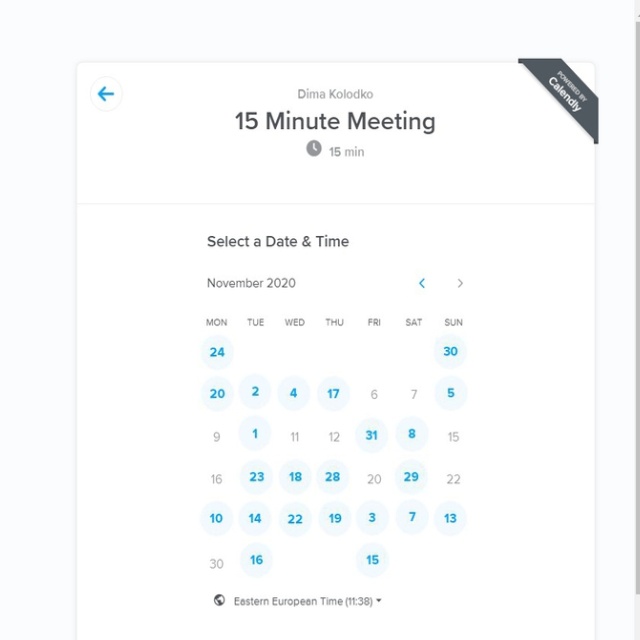 POWERED BY
Calendly
Dima Kolodko
15 Minute Meeting
15 min
Select a Date & Time
November 2020
MON TUE WED THU FRI SAT SUN
24 30
20 2 4 17 6 7 5
9 1 11 12 31 8 15
16 23 18 28 20 29 22
10 14 22 19 3 7 13
30 16 15
Eastern European Time (11:38)